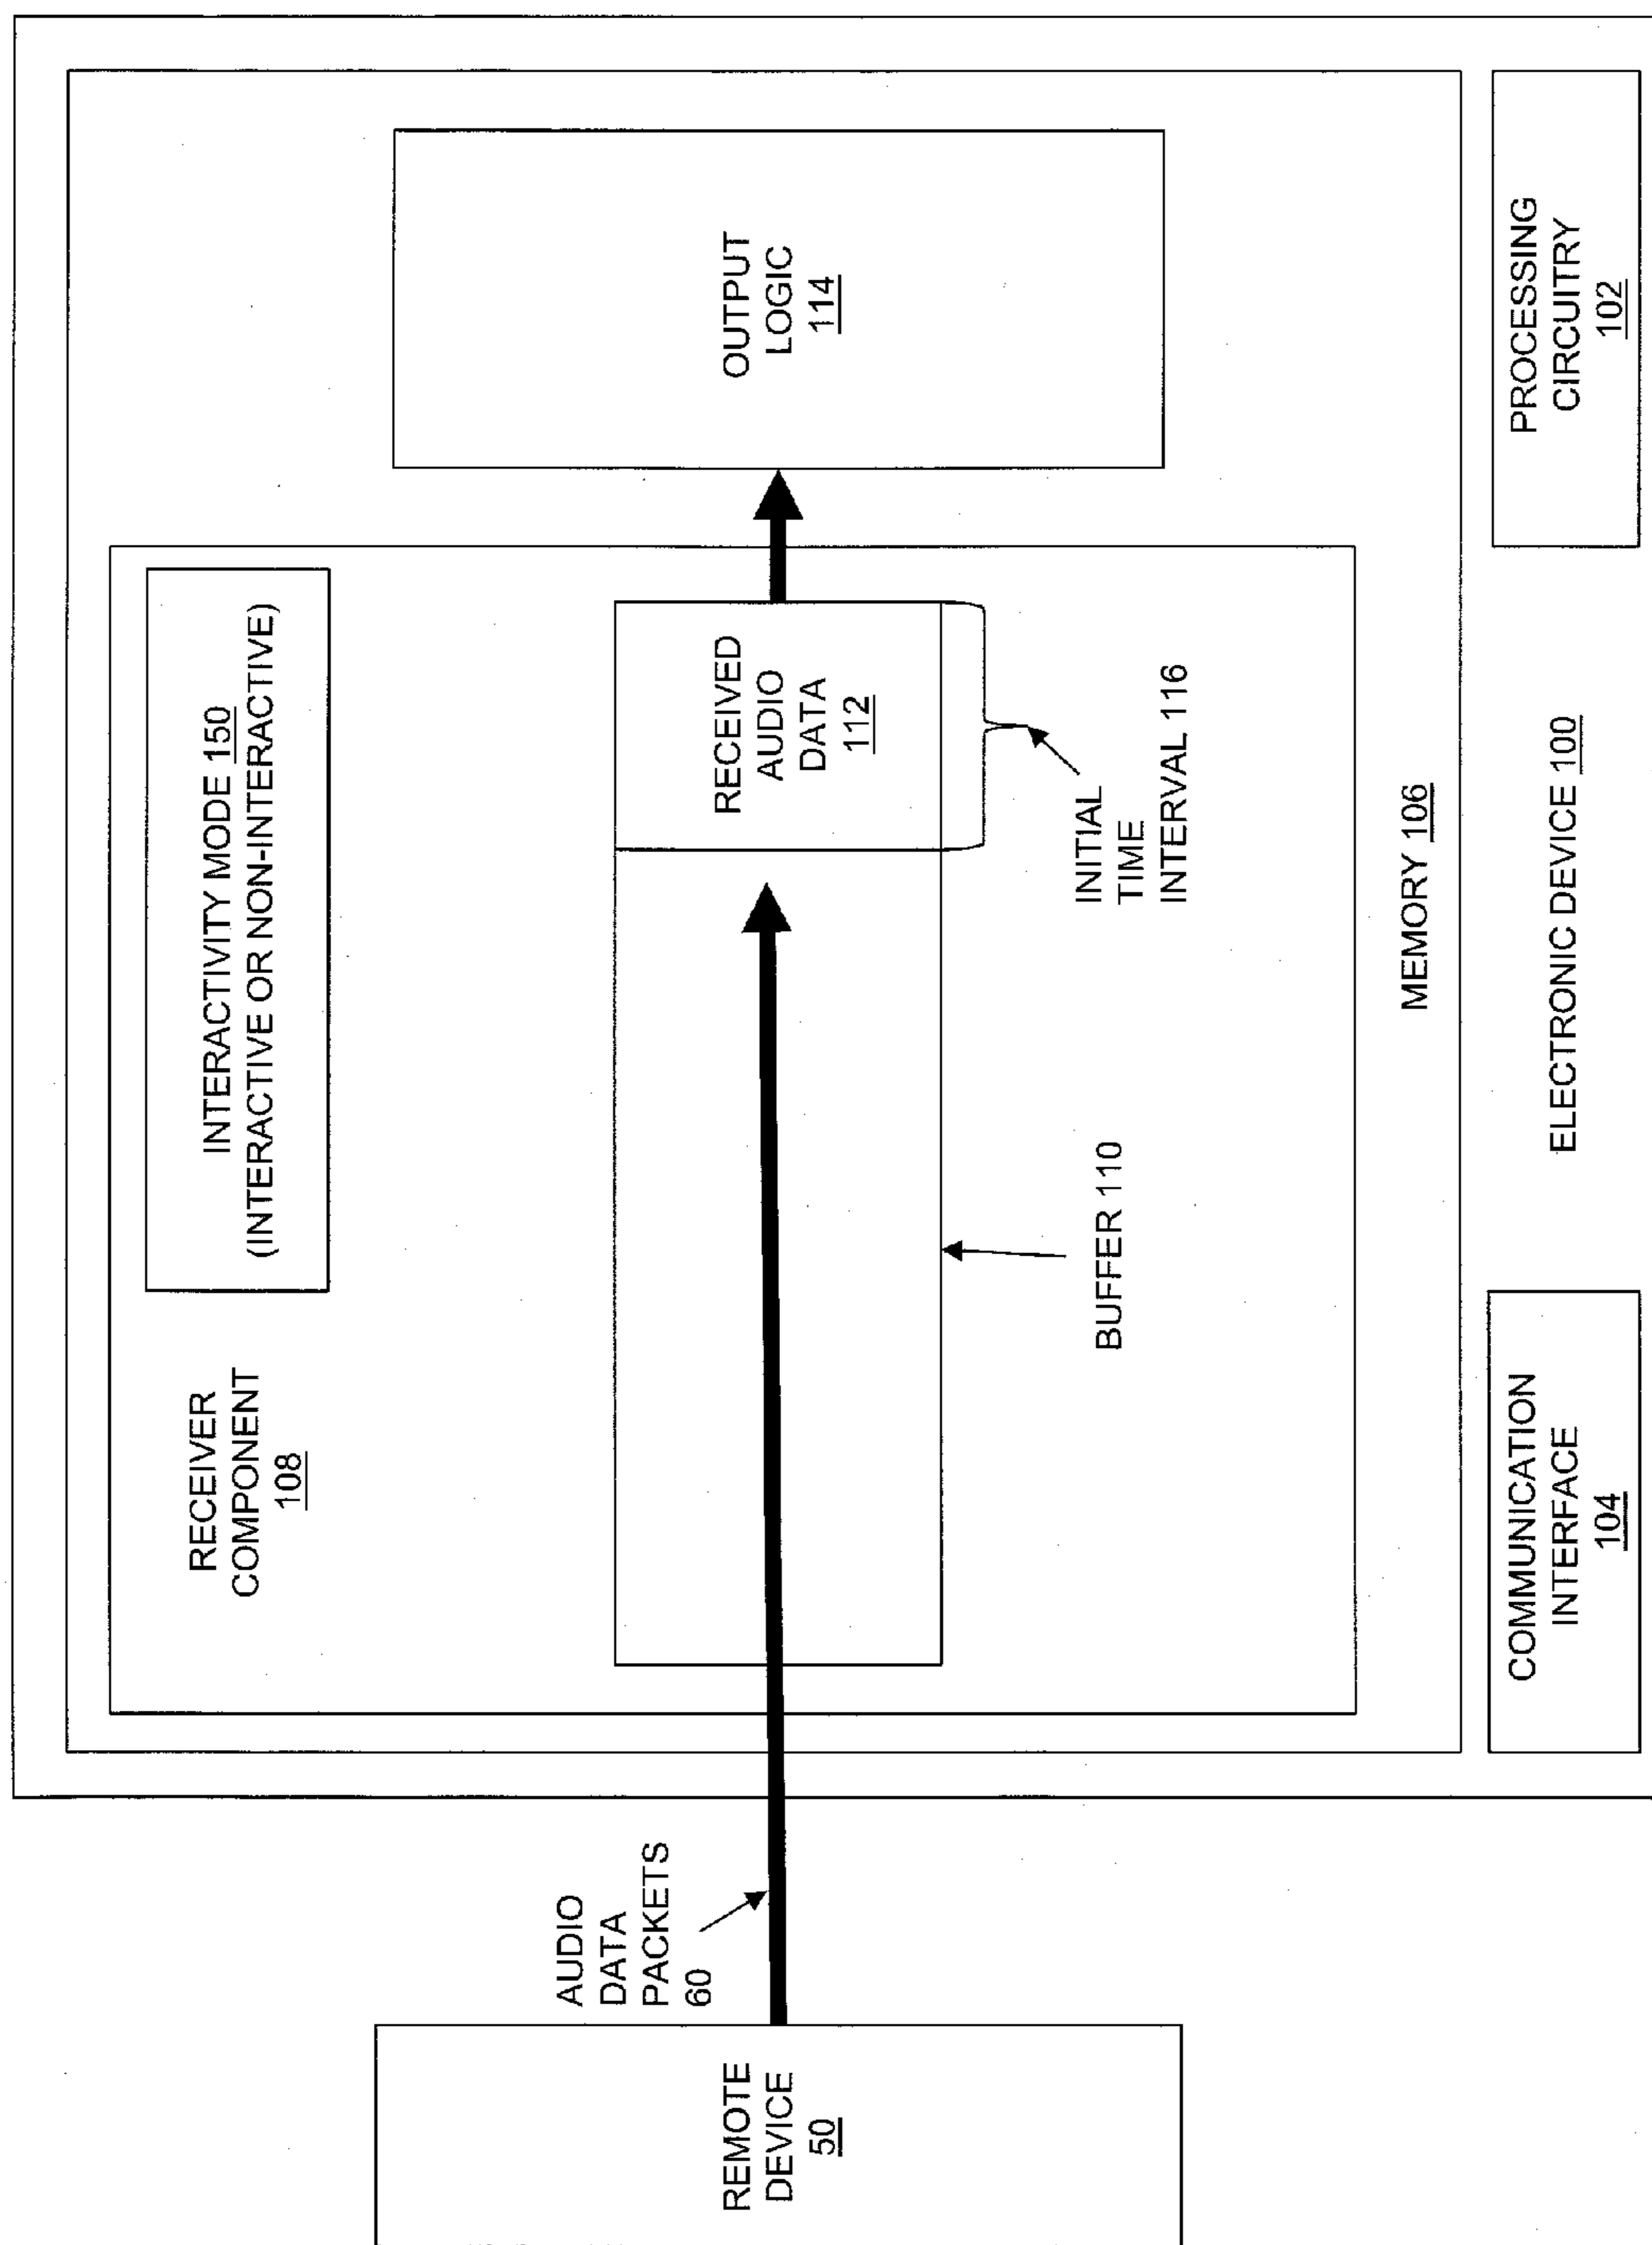 REMOTE
DEVICE
50
AUDIO
DATA
PACKETS
60
RECEIVER
COMPONENT
108
INTERACTIVITY MODE 150
(INTERACTIVE OR NON-INTERACTIVE)
BUFFER 110
RECEIVED
AUDIO
DATA
112
INITIAL
TIME
INTERVAL 116
OUTPUT
LOGIC
114
MEMORY 106
COMMUNICATION
INTERFACE
104
ELECTRONIC DEVICE 100
PROCESSING
CIRCUITRY
102